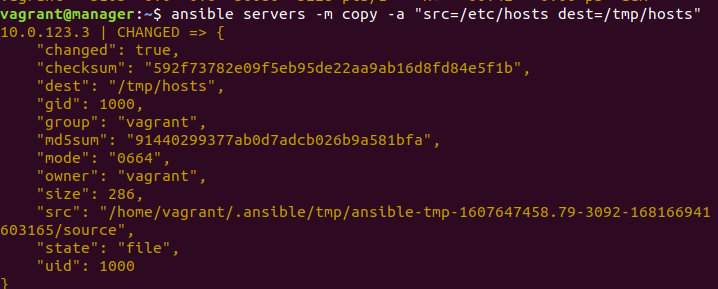 vagrant@manager:~$ ansible servers -m copy -a "src=/etc/hosts dest=/tmp/hosts"
10.0.123.3 | CHANGED => {
    "changed": true,
    "checksum": "592f73782e09f5eb95de22aa9ab16d8fd84e5f1b",
    "dest": "/tmp/hosts",
    "gid": 1000,
    "group": "vagrant",
    "md5sum": "91440299377ab0d7adcb026b9a581bfa",
    "mode": "0664",
    "owner": "vagrant",
    "size": 286,
    "src": "/home/vagrant/.ansible/tmp/ansible-tmp-1607647458.79-3092-168166941
603165/source",
    "state": "file",
    "uid": 1000
}